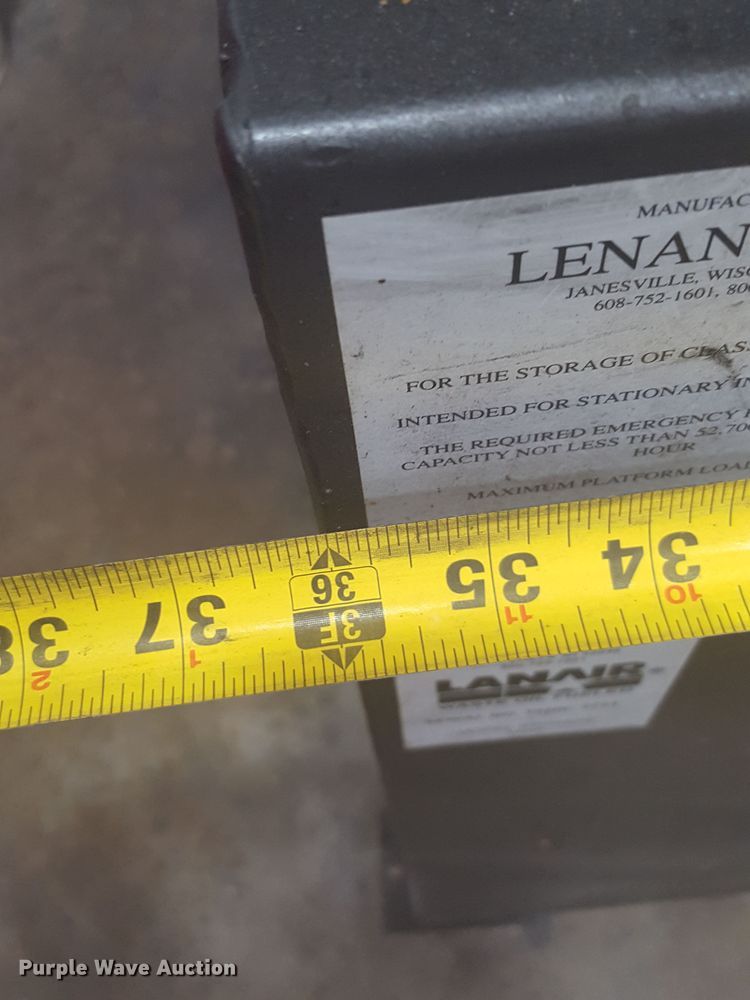 MANUFAC
LENAN
JANESVILLE, WISC
608-752-1601, 80
FOR THE STORAGE OF CLAS
INTENDED FOR STATIONARY IN
THE REQUIRED EMERGENCY
CAPACITY NOT LESS THAN 52,70
HOUR
MAXIMUM PLATFORM LOA
38 37 36 35 34
2 1 3F 11 10
LANAIR
Purple Wave Auction